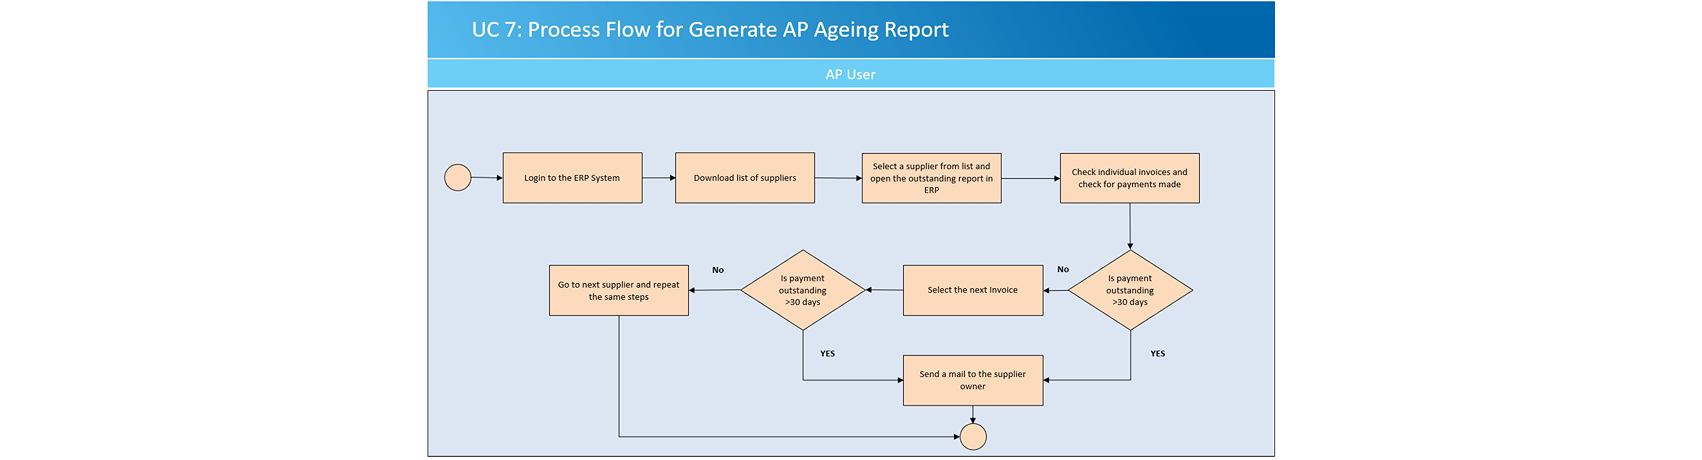 UC 7: Process Flow for Generate AP Ageing Report
AP User
Login to the ERP System
Download list of suppliers
Select a supplier from list and
open the outstanding report in
ERP
Check individual invoices and
check for payments made
Is payment
outstanding
>30 days
No
YES
Select the next Invoice
Is payment
outstanding
>30 days
No
YES
Go to next supplier and repeat
the same steps
Send a mail to the supplier
owner